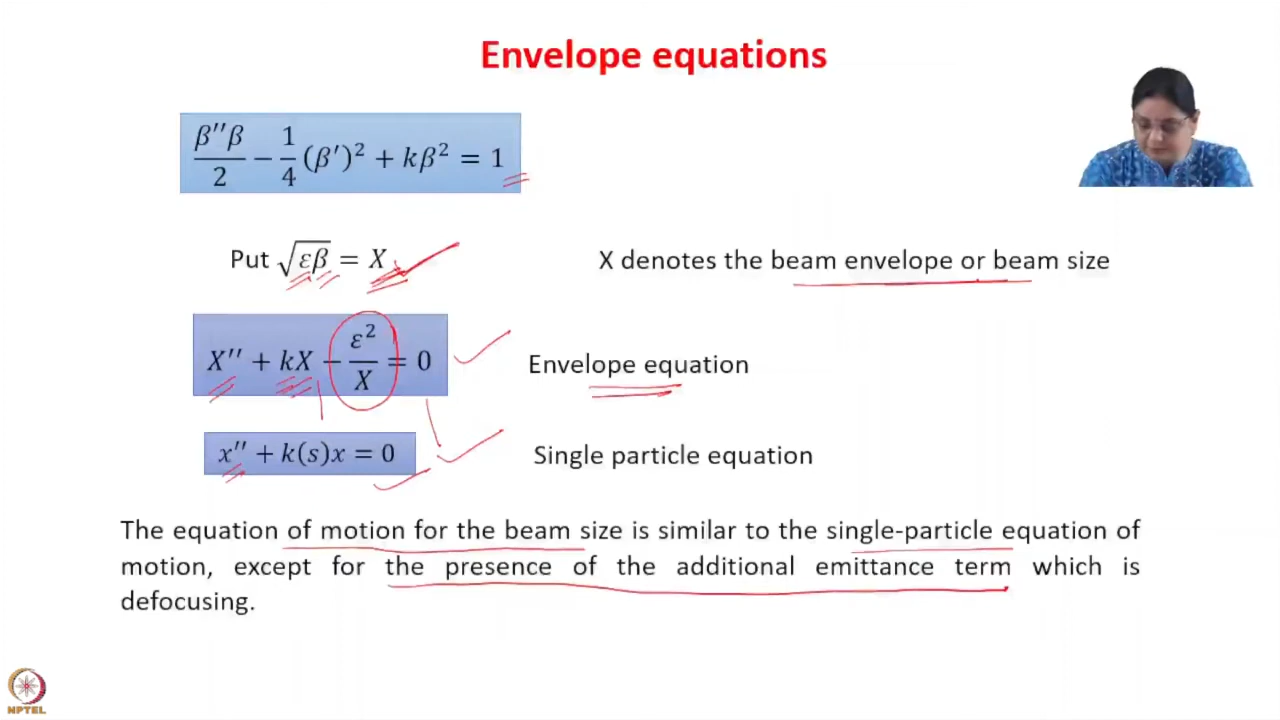 Envelope equations
β''β/2 − 1/4(β')² + kβ² = 1
Put √εβ = X
X denotes the beam envelope or beam size
X'' + kX − ε²/X = 0
Envelope equation
x'' + k(s)x = 0
Single particle equation
The equation of motion for the beam size is similar to the single-particle equation of
motion, except for the presence of the additional emittance term which is
defocusing.
NPTEL